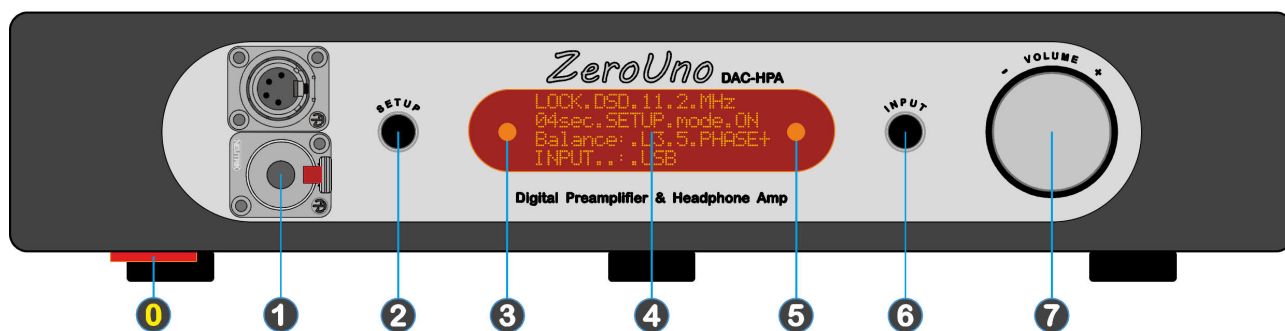 ZeroUno DAC-HPA
SETUP
LOCK.DSD.11.2.MHz
04sec.SETUP.mode.ON
Balance:.L3.5.PHASE+
INPUT..:.USB
INPUT
- VOLUME +
Digital Preamplifier & Headphone Amp
NEUTRIK
0 1 2 3 4 5 6 7